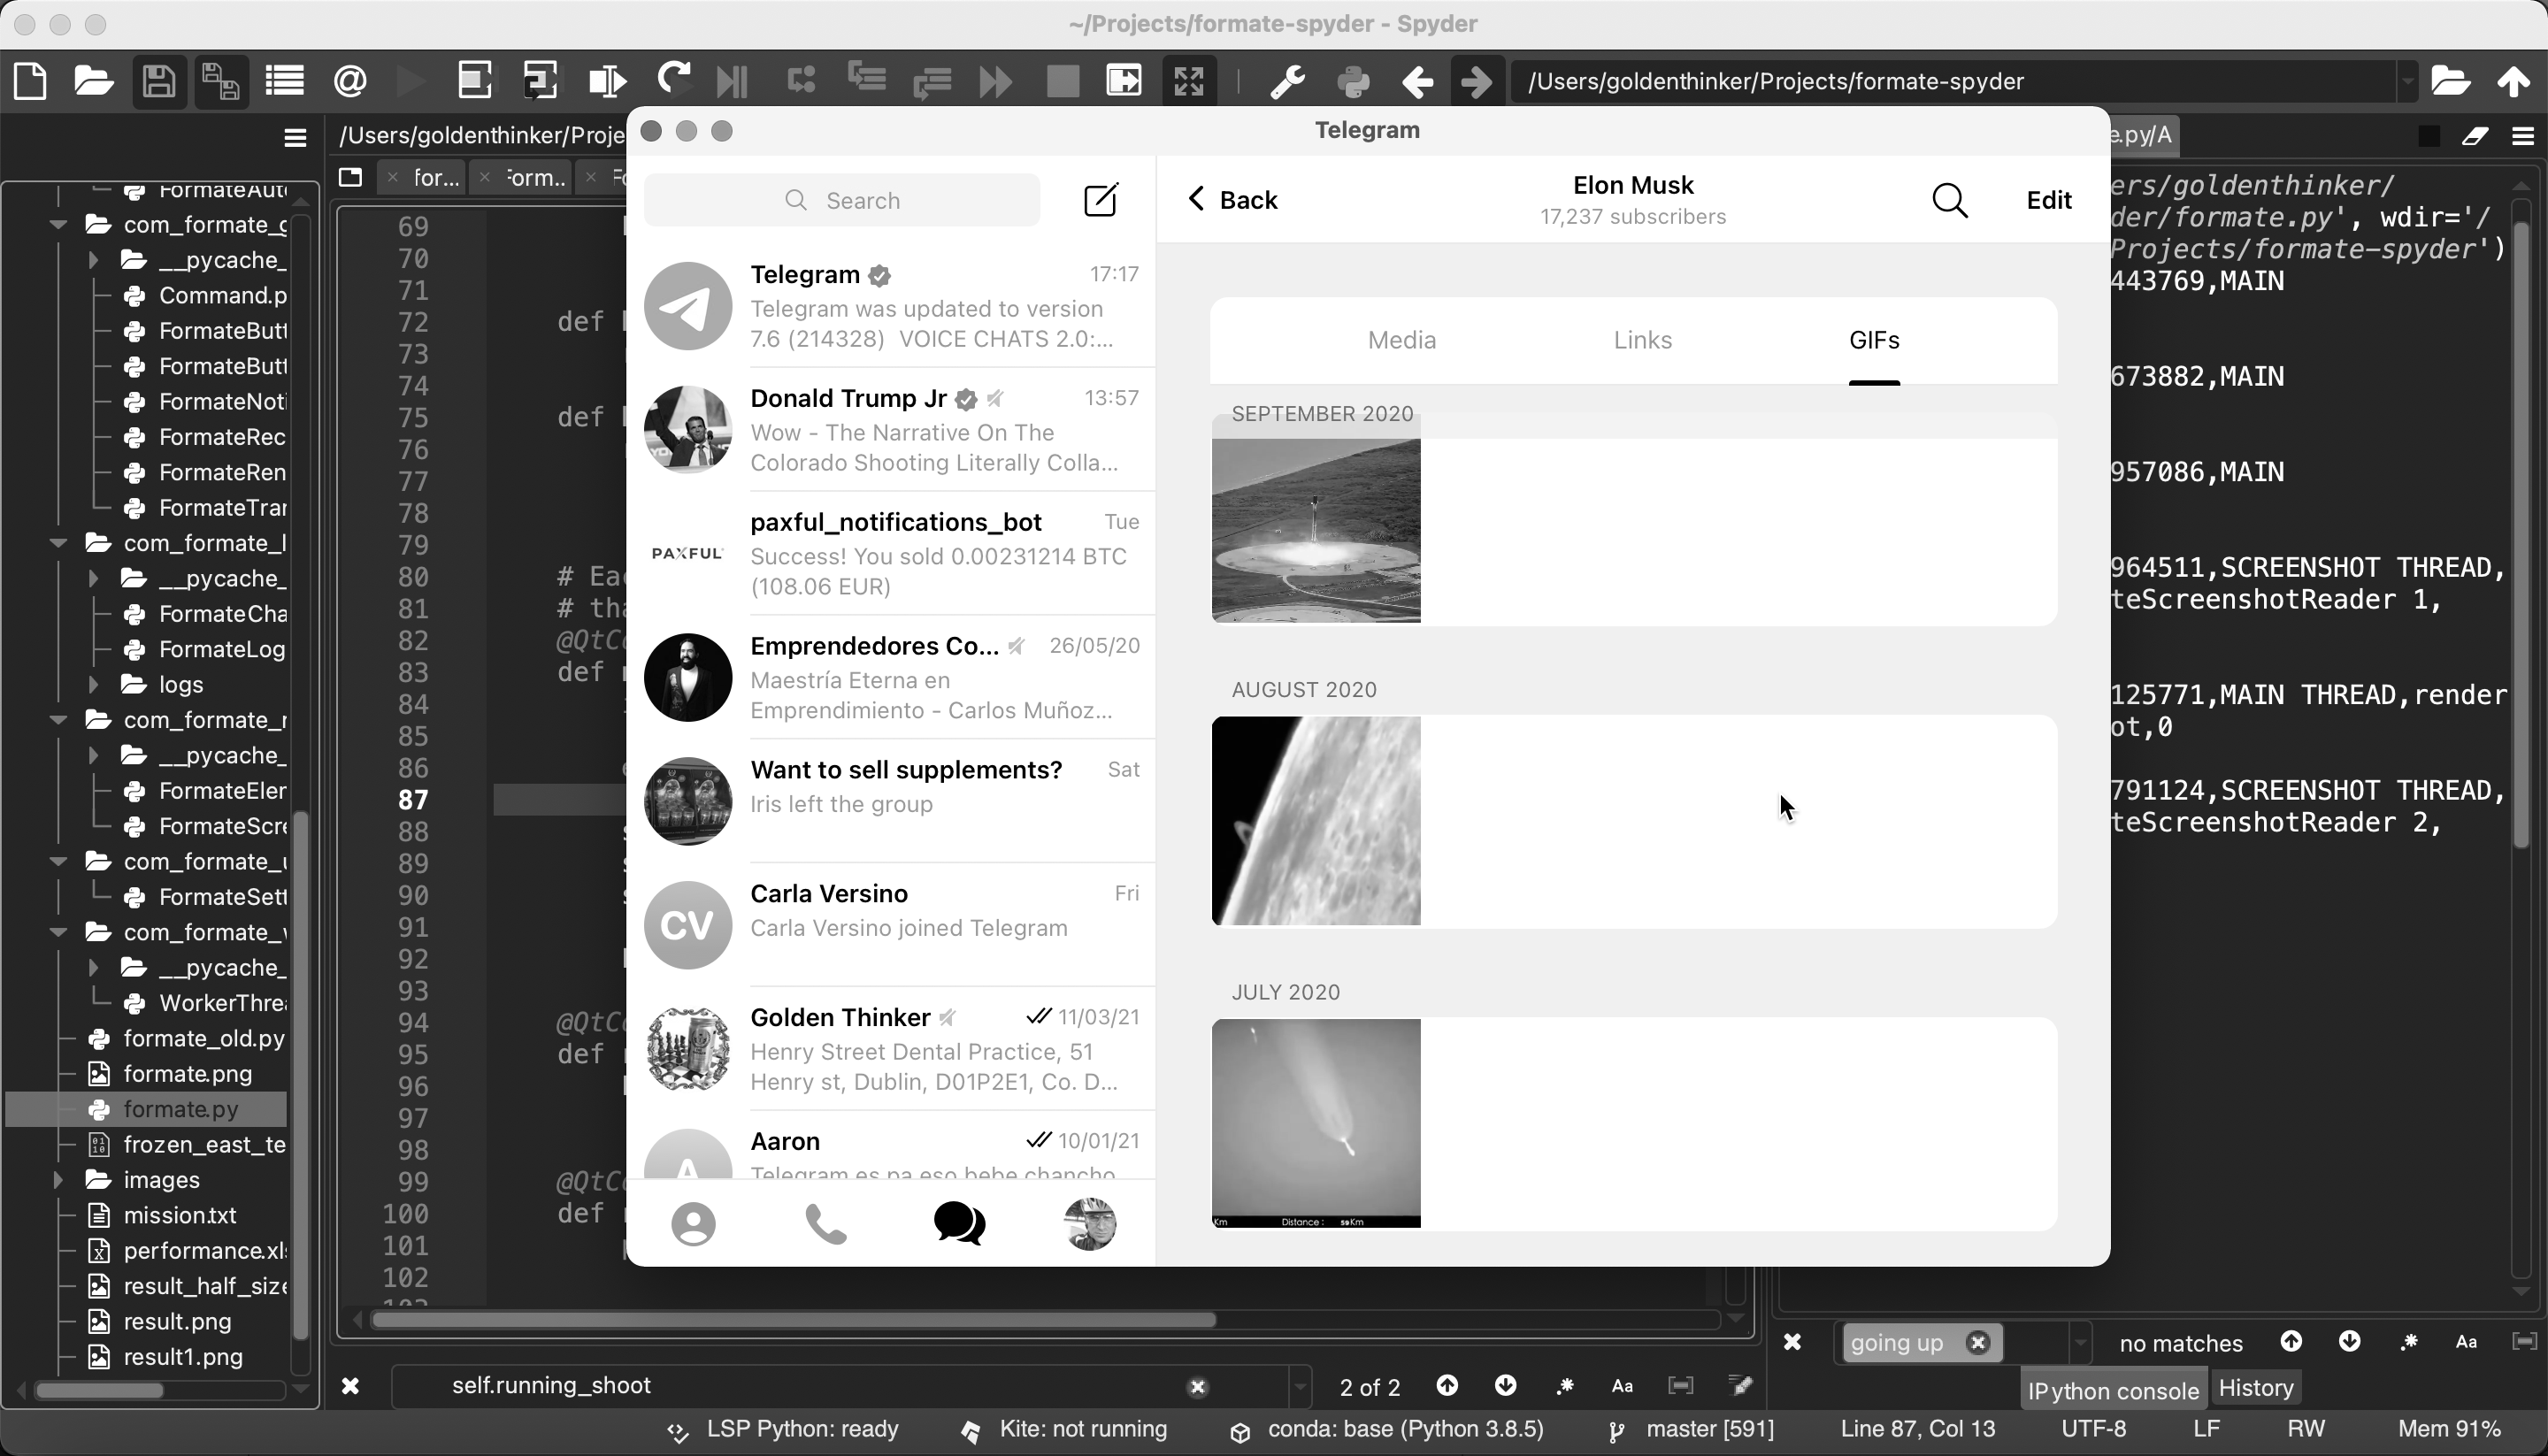 ~/Projects/formate-spyder - Spyder
/Users/goldenthinker/Projects/formate-spyder
/Users/goldenthinker/Proje
for...
Form..
FormateAut
com_formate_
__pycache_
Command.p
FormateButt
FormateButt
FormateNoti
FormateRec
FormateRen
FormateTrar
com_formate_l
__pycache_
FormateCha
FormateLog
logs
com_formate_r
__pycache_
FormateEler
FormateScre
com_formate_u
FormateSett
com_formate_v
__pycache_
WorkerThrea
formate_old.py
formate.png
formate.py
frozen_east_te
images
mission.txt
performance.xl
result_half_size
result.png
result1.png
69
70
71
72 def
73
74
75 def
76
77
78
79
80 # Eac
81 # tha
82 @QtCo
83 def
84
85
86
87
88
89
90
91
92
93
94 @QtCo
95 def
96
97
98
99 @QtCo
100 def
101
102
Telegram
Search
Telegram 17:17
Telegram was updated to version
7.6 (214328) VOICE CHATS 2.0:...
Donald Trump Jr 13:57
Wow - The Narrative On The
Colorado Shooting Literally Colla...
PAXFUL
paxful_notifications_bot Tue
Success! You sold 0.00231214 BTC
(108.06 EUR)
Emprendedores Co... 26/05/20
Maestría Eterna en
Emprendimiento - Carlos Muñoz...
Want to sell supplements? Sat
Iris left the group
CV
Carla Versino Fri
Carla Versino joined Telegram
Golden Thinker 11/03/21
Henry Street Dental Practice, 51
Henry st, Dublin, D01P2E1, Co. D...
A
Aaron 10/01/21
Telegram es pa eso bebe chancho
Back
Elon Musk
17,237 subscribers
Edit
Media Links GIFs
SEPTEMBER 2020
AUGUST 2020
JULY 2020
Km Distance : 59Km
e.py/A
ers/goldenthinker/
der/formate.py', wdir='/
Projects/formate-spyder')
443769,MAIN
673882,MAIN
957086,MAIN
964511,SCREENSHOT THREAD,
teScreenshotReader 1,
125771,MAIN THREAD,render
ot,0
791124,SCREENSHOT THREAD,
teScreenshotReader 2,
going up
no matches
Aa
self.running_shoot
2 of 2
Aa
IPython console
History
LSP Python: ready
Kite: not running
conda: base (Python 3.8.5)
master [591]
Line 87, Col 13
UTF-8
LF
RW
Mem 91%